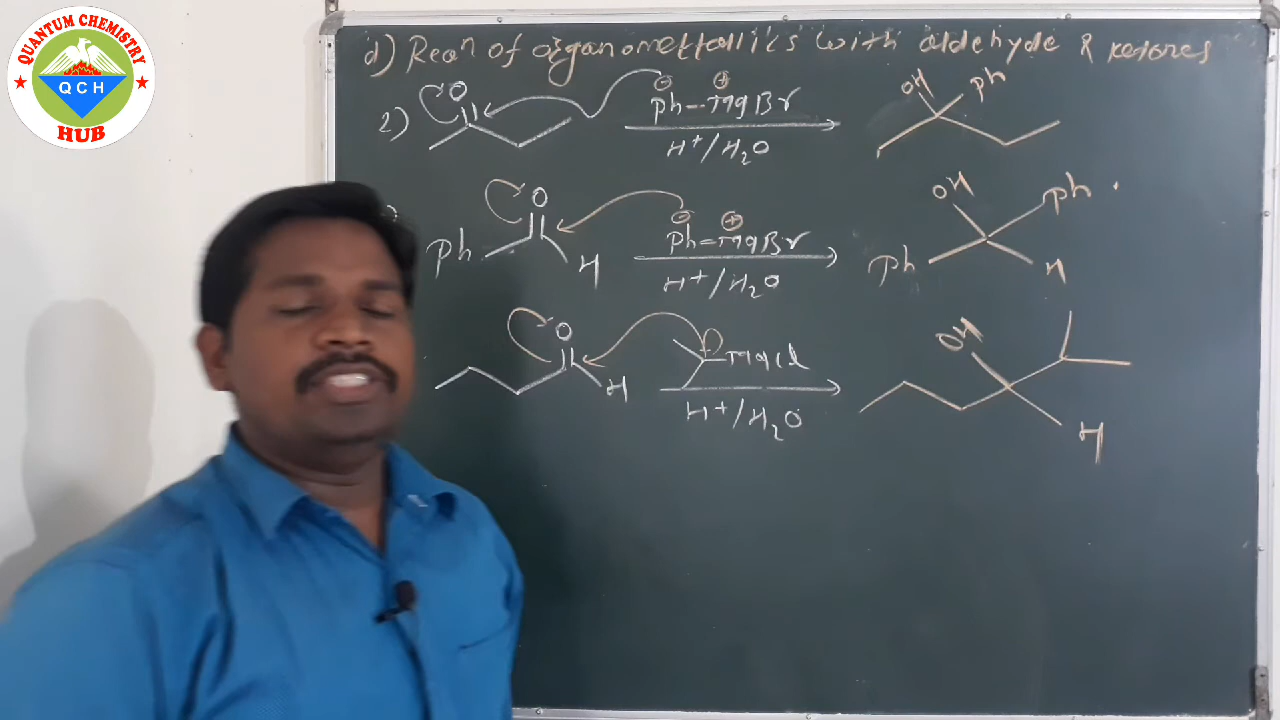 QUANTUM CHEMISTRY
QCH
HUB
d) Reaⁿ of organomettallics with aldehyde & ketones
2) O Ph-MgBr ⊖ ⊕ H⁺/H₂O OH Ph
Ph O H Ph-MgBr ⊖ ⊕ H⁺/H₂O OH Ph Ph H
O H MgCl H⁺/H₂O OH H